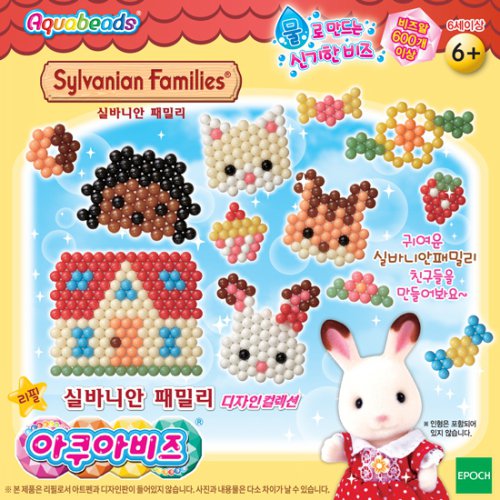 Aquabeads®
물로 만드는
신기한 비즈
비즈알
600개
이상
6세이상
6+
Sylvanian Families®
실바니안 패밀리
귀여운
실바니안패밀리
친구들을
만들어봐요~
리필
실바니안 패밀리 디자인컬렉션
아쿠아비즈®
※ 인형은 포함되어
있지 않습니다.
EPOCH
※ 본 제품은 리필로서 아트펜과 디자인판이 들어있지 않습니다. 사진과 내용물은 다소 차이가 날 수 있습니다.